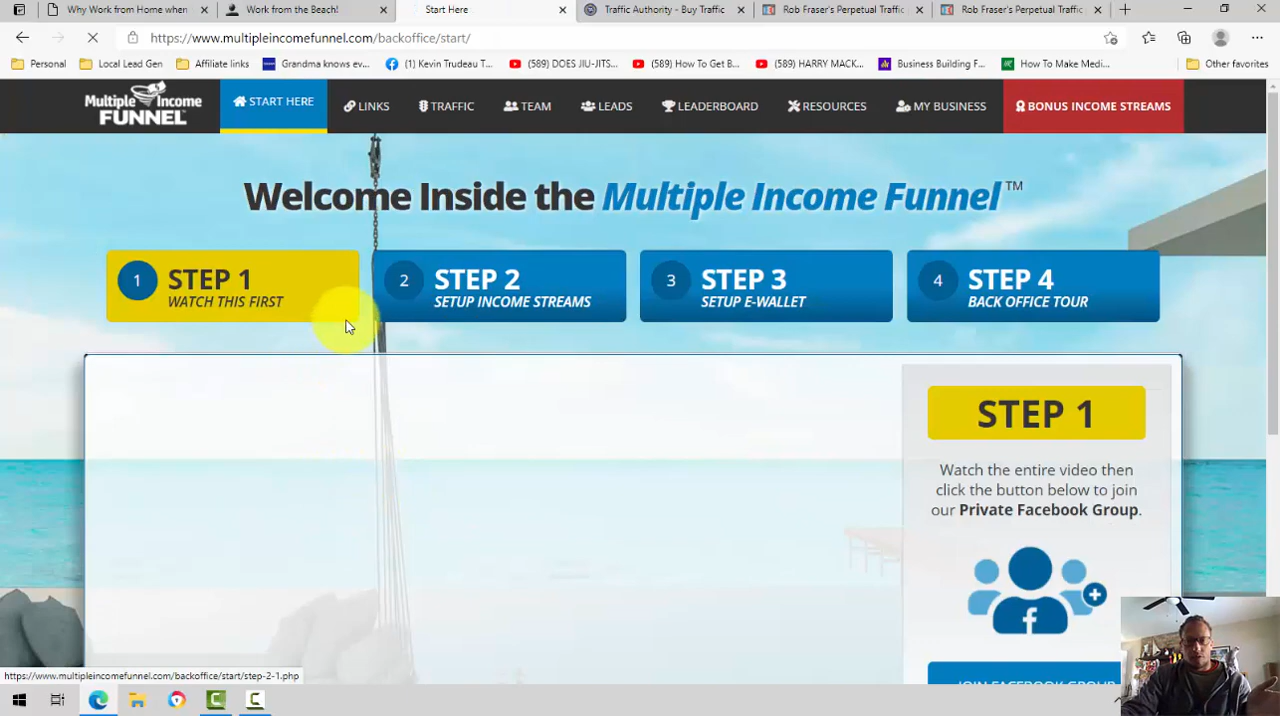 Why Work from Home when
Work from the Beach!
Start Here
Traffic Authority - Buy Traffic
Rob Fraser's Perpetual Traffic
Rob Fraser's Perpetual Traffic
https://www.multipleincomefunnel.com/backoffice/start/
Personal
Local Lead Gen
Affiliate links
Grandma knows ev...
(1) Kevin Trudeau T...
(589) DOES JIU-JITS...
(589) How To Get B...
(589) HARRY MACK...
Business Building F...
How To Make Medi...
Other favorites
Multiple Income
FUNNEL
START HERE
LINKS
TRAFFIC
TEAM
LEADS
LEADERBOARD
RESOURCES
MY BUSINESS
BONUS INCOME STREAMS
Welcome Inside the Multiple Income Funnel™
1 STEP 1
WATCH THIS FIRST
2 STEP 2
SETUP INCOME STREAMS
3 STEP 3
SETUP E-WALLET
4 STEP 4
BACK OFFICE TOUR
STEP 1
Watch the entire video then
click the button below to join
our Private Facebook Group.
JOIN FACEBOOK GROUP
https://www.multipleincomefunnel.com/backoffice/start/step-2-1.php